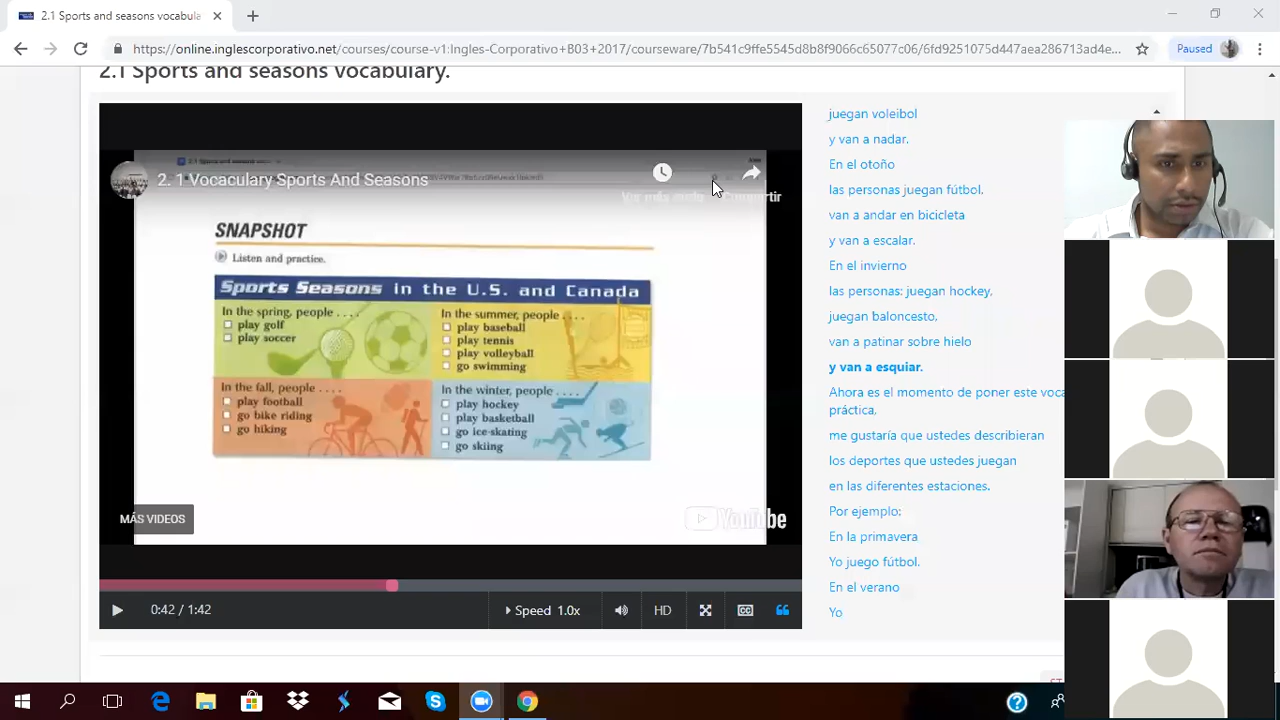 2.1 Sports and seasons vocabula
Paused
https://online.inglescorporativo.net/courses/course-v1:Ingles-Corporativo+B03+2017/courseware/7b541c9ffe5545d8b8f9066c65077c06/6fd9251075d447aea286713ad4e...
2.1 Sports and seasons vocabulary.
2. 1 Vocaculary Sports And Seasons
SNAPSHOT
Listen and practice.
Sports Seasons in the U.S. and Canada
In the spring, people . . . .
play golf
play soccer
In the summer, people . . . .
play baseball
play tennis
play volleyball
go swimming
In the fall, people . . . .
play football
go bike riding
go hiking
In the winter, people . . . .
play hockey
play basketball
go ice-skating
go skiing
MÁS VIDEOS
YouTube
0:42 / 1:42
Speed 1.0x
HD
juegan voleibol
y van a nadar.
En el otoño
las personas juegan fútbol,
van a andar en bicicleta
y van a escalar.
En el invierno
las personas: juegan hockey,
juegan baloncesto,
van a patinar sobre hielo
y van a esquiar.
Ahora es el momento de poner este voca
práctica,
me gustaría que ustedes describieran
los deportes que ustedes juegan
en las diferentes estaciones.
Por ejemplo:
En la primavera
Yo juego fútbol.
En el verano
Yo